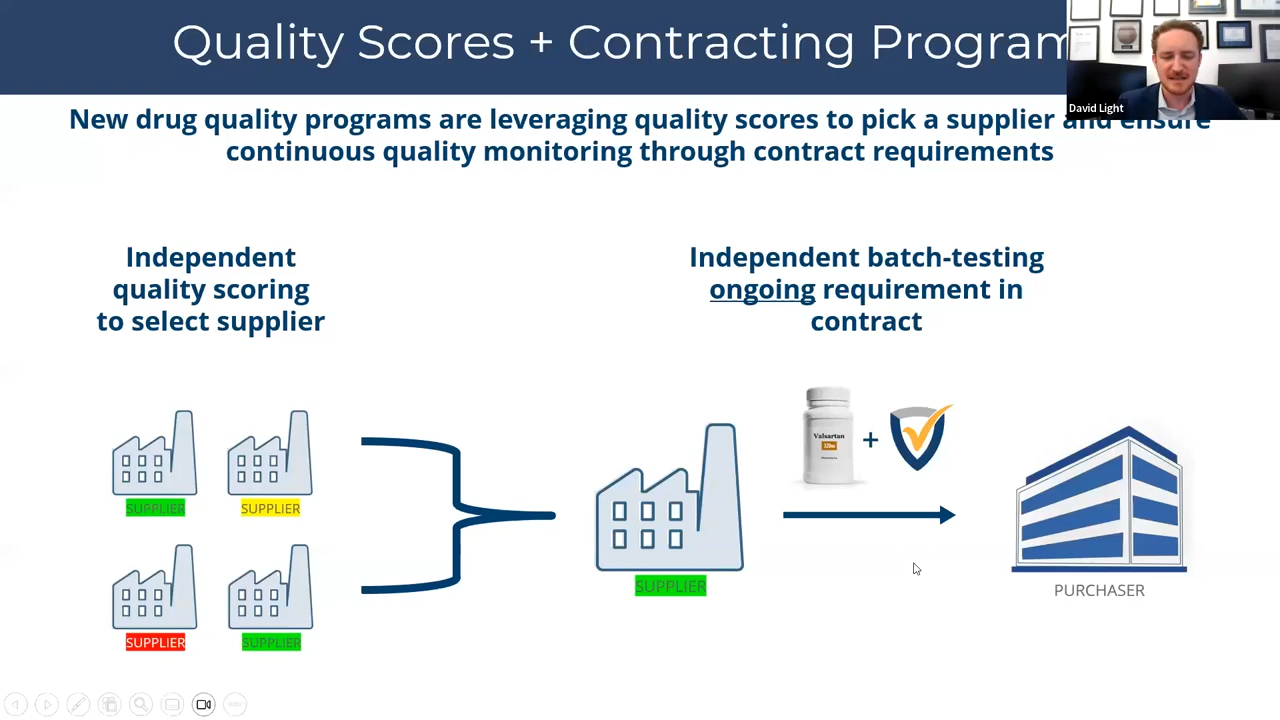 Quality Scores + Contracting Program
David Light
New drug quality programs are leveraging quality scores to pick a supplier and ensure
continuous quality monitoring through contract requirements
Independent
quality scoring
to select supplier
Independent batch-testing
ongoing requirement in
contract
SUPPLIER
SUPPLIER
SUPPLIER
SUPPLIER
SUPPLIER
Valsartan
+
PURCHASER